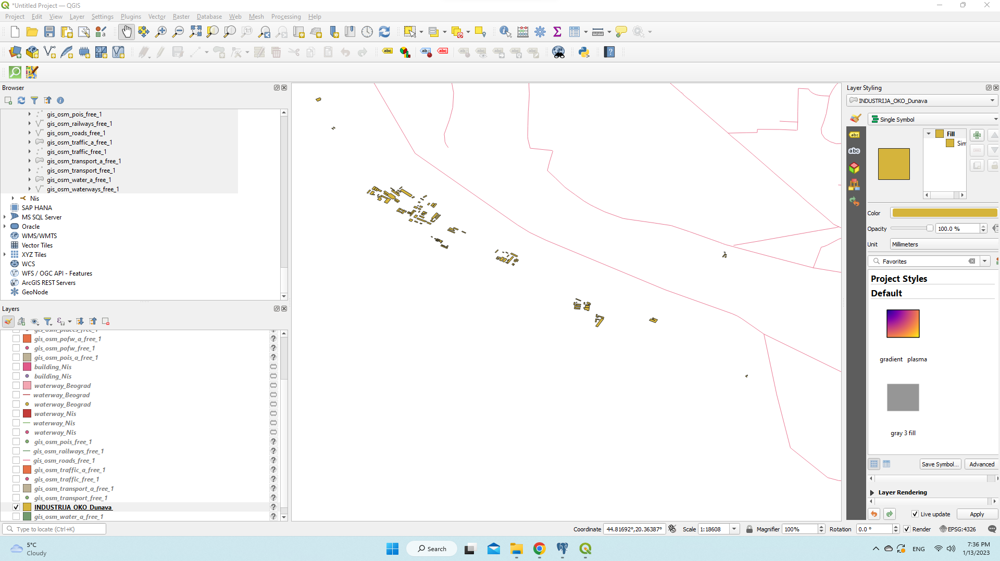 *Untitled Project — QGIS
Project Edit View Layer Settings Plugins Vector Raster Database Web Mesh Processing Help
Browser
gis_osm_pois_free_1
gis_osm_railways_free_1
gis_osm_roads_free_1
gis_osm_traffic_a_free_1
gis_osm_traffic_free_1
gis_osm_transport_a_free_1
gis_osm_transport_free_1
gis_osm_water_a_free_1
gis_osm_waterways_free_1
Nis
SAP HANA
MS SQL Server
Oracle
WMS/WMTS
Vector Tiles
XYZ Tiles
WCS
WFS / OGC API - Features
ArcGIS REST Servers
GeoNode
Layers
gis_osm_places_free_1
gis_osm_pofw_a_free_1
gis_osm_pofw_free_1
gis_osm_pois_a_free_1
building_Nis
building_Nis
waterway_Beograd
waterway_Beograd
waterway_Beograd
waterway_Nis
waterway_Nis
waterway_Nis
gis_osm_pois_free_1
gis_osm_railways_free_1
gis_osm_roads_free_1
gis_osm_traffic_a_free_1
gis_osm_traffic_free_1
gis_osm_transport_a_free_1
gis_osm_transport_free_1
INDUSTRIJA_OKO_Dunava
gis_osm_water_a_free_1
Layer Styling
INDUSTRIJA_OKO_Dunava
Single Symbol
Fill
Sim
Color
Opacity 100.0 %
Unit Millimeters
Favorites
Project Styles
Default
gradient plasma
gray 3 fill
Save Symbol... Advanced
Layer Rendering
Live update Apply
Type to locate (Ctrl+K)
Coordinate 44.81692°,20.36387° Scale 1:18608 Magnifier 100% Rotation 0.0 ° Render EPSG:4326
5°C
Cloudy
Search
ENG
7:36 PM
1/13/2023